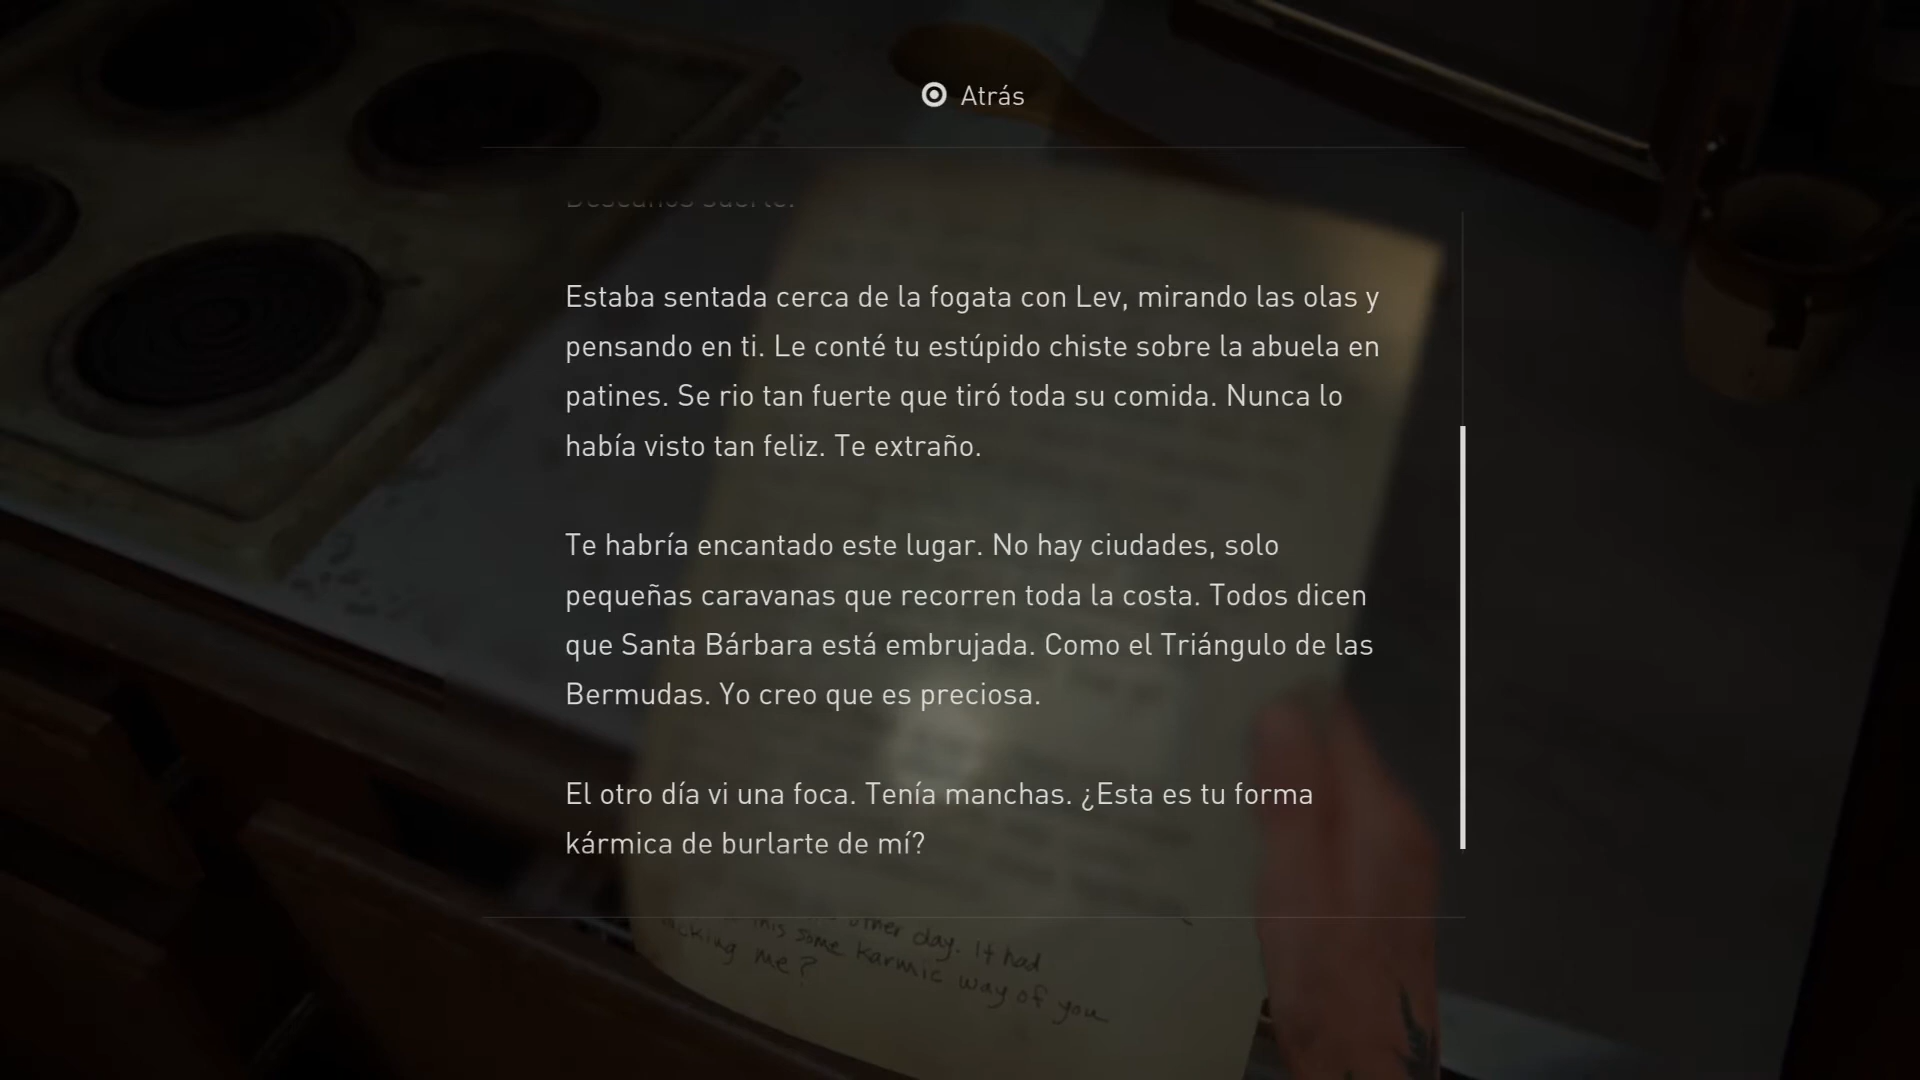 Atrás
Deseanos suerte.
Estaba sentada cerca de la fogata con Lev, mirando las olas y
pensando en ti. Le conté tu estúpido chiste sobre la abuela en
patines. Se rio tan fuerte que tiró toda su comida. Nunca lo
había visto tan feliz. Te extraño.
Te habría encantado este lugar. No hay ciudades, solo
pequeñas caravanas que recorren toda la costa. Todos dicen
que Santa Bárbara está embrujada. Como el Triángulo de las
Bermudas. Yo creo que es preciosa.
El otro día vi una foca. Tenía manchas. ¿Esta es tu forma
kármica de burlarte de mí?
other day. It had
this some karmic way of you
me?